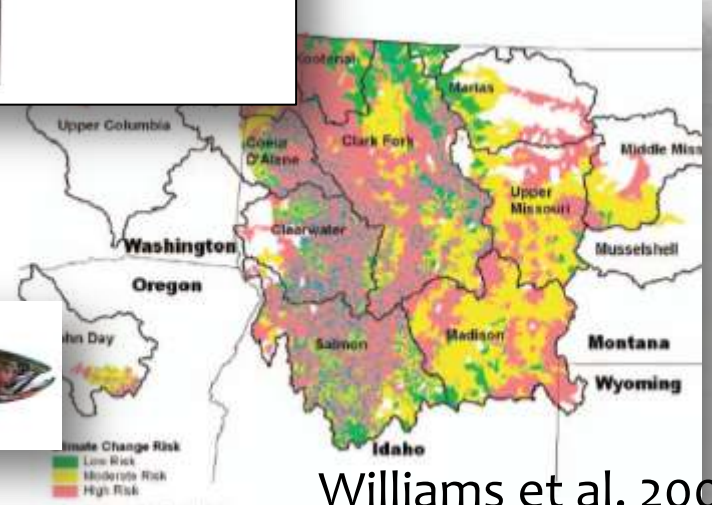 Kootenai
Marias
Upper Columbia
Coeur
D'Alene
Clark Fork
Middle Miss
Upper
Missouri
Clearwater
Washington
Musselshell
Oregon
hn Day
Salmon
Madison
Montana
Wyoming
imate Change Risk
Low Risk
Moderate Risk
High Risk
Idaho
Williams et al. 200